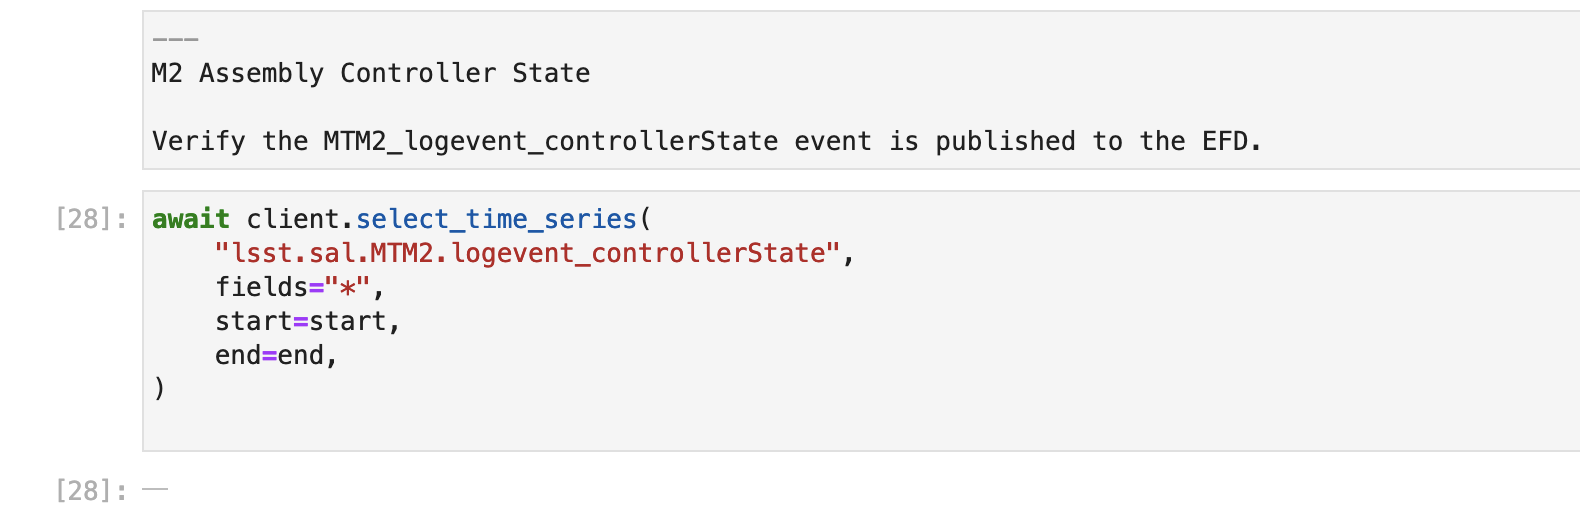 ---
M2 Assembly Controller State
Verify the MTM2_logevent_controllerState event is published to the EFD.
[28]: await client.select_time_series(
"lsst.sal.MTM2.logevent_controllerState",
fields="*",
start=start,
end=end,
)
[28]: —